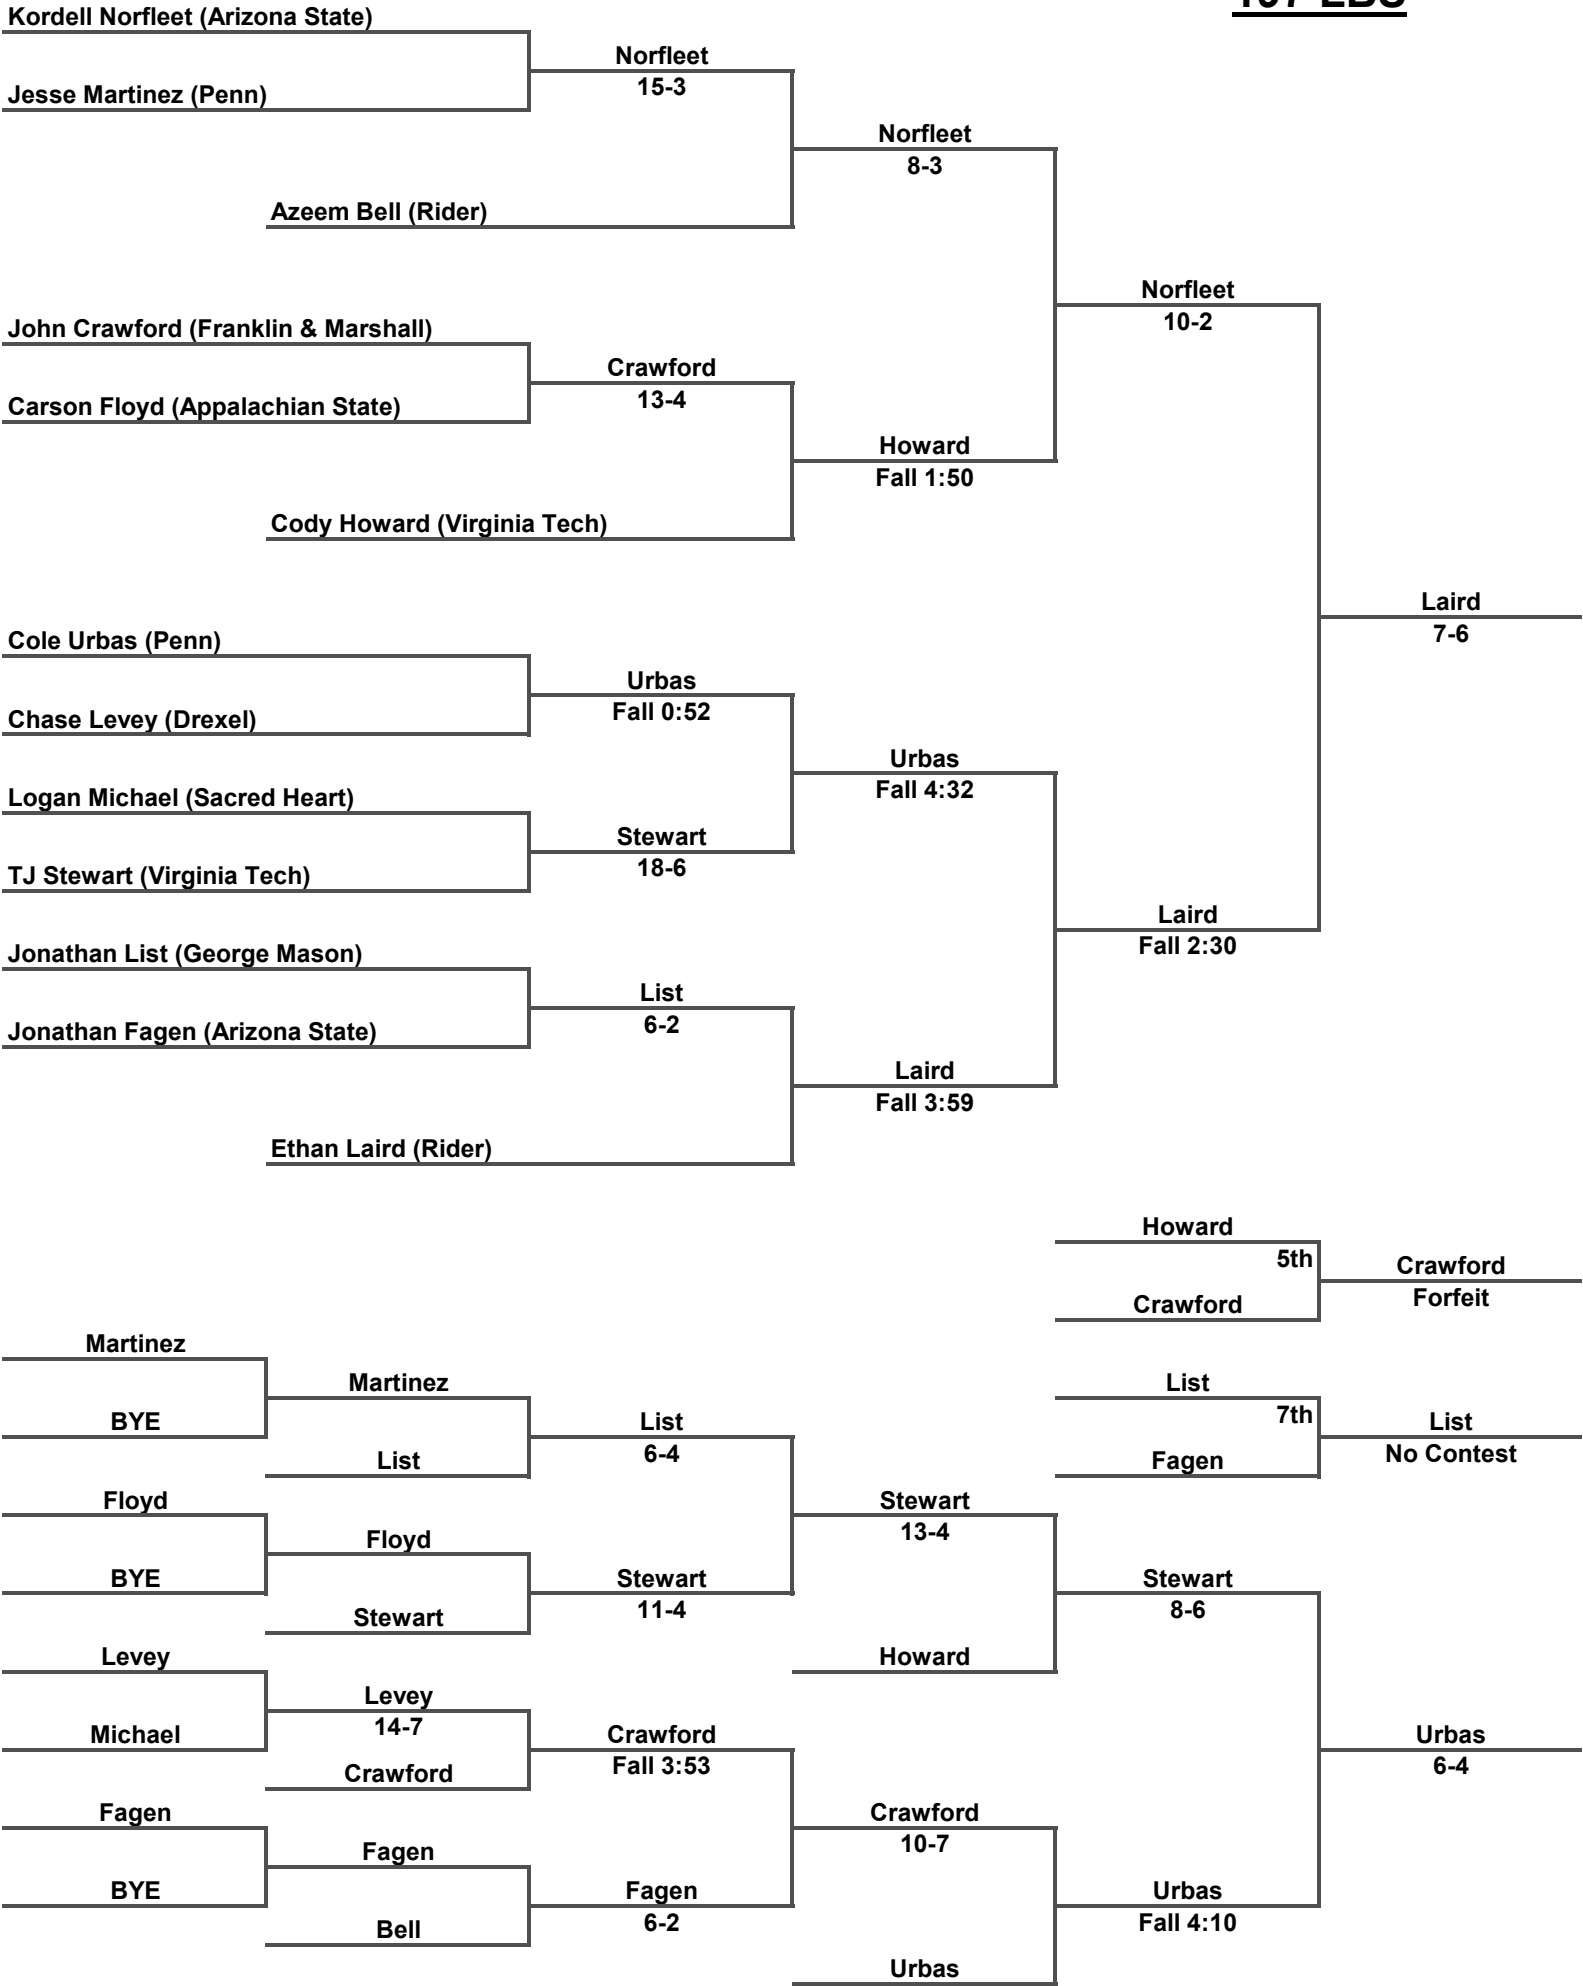 197 LBS
Kordell Norfleet (Arizona State)
Norfleet
15-3
Jesse Martinez (Penn)
Norfleet
8-3
Azeem Bell (Rider)
Norfleet
10-2
John Crawford (Franklin & Marshall)
Crawford
13-4
Carson Floyd (Appalachian State)
Howard
Fall 1:50
Cody Howard (Virginia Tech)
Laird
7-6
Cole Urbas (Penn)
Urbas
Fall 0:52
Chase Levey (Drexel)
Urbas
Fall 4:32
Logan Michael (Sacred Heart)
Stewart
18-6
TJ Stewart (Virginia Tech)
Laird
Fall 2:30
Jonathan List (George Mason)
List
6-2
Jonathan Fagen (Arizona State)
Laird
Fall 3:59
Ethan Laird (Rider)
Howard
5th
Crawford
Forfeit
Crawford
Martinez
Martinez
List
BYE
List
6-4
7th
List
No Contest
List
Fagen
Floyd
Stewart
13-4
Floyd
BYE
Stewart
11-4
Stewart
8-6
Stewart
Levey
Howard
Levey
14-7
Michael
Crawford
Fall 3:53
Urbas
6-4
Crawford
Fagen
Crawford
10-7
Fagen
BYE
Fagen
6-2
Urbas
Fall 4:10
Bell
Urbas